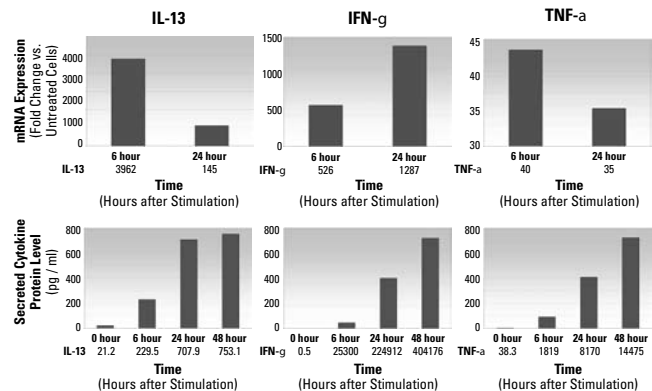 IL-13
IFN-g
TNF-a
mRNA Expression
(Fold Change vs.
Untreated Cells)
4000
3000
2000
1000
0
6 hour 24 hour
IL-13 3962 145
Time
(Hours after Stimulation)
1500
1000
500
0
6 hour 24 hour
IFN-g 526 1287
Time
(Hours after Stimulation)
45
40
35
30
6 hour 24 hour
TNF-a 40 35
Time
(Hours after Stimulation)
Secreted Cytokine
Protein Level
(pg / ml)
800
600
400
200
0
0 hour 6 hour 24 hour 48 hour
IL-13 21.2 229.5 707.9 753.1
Time
(Hours after Stimulation)
800
600
400
200
0
0 hour 6 hour 24 hour 48 hour
IFN-g 0.5 25300 224912 404176
Time
(Hours after Stimulation)
800
600
400
200
0
0 hour 6 hour 24 hour 48 hour
TNF-a 38.3 1819 8170 14475
Time
(Hours after Stimulation)